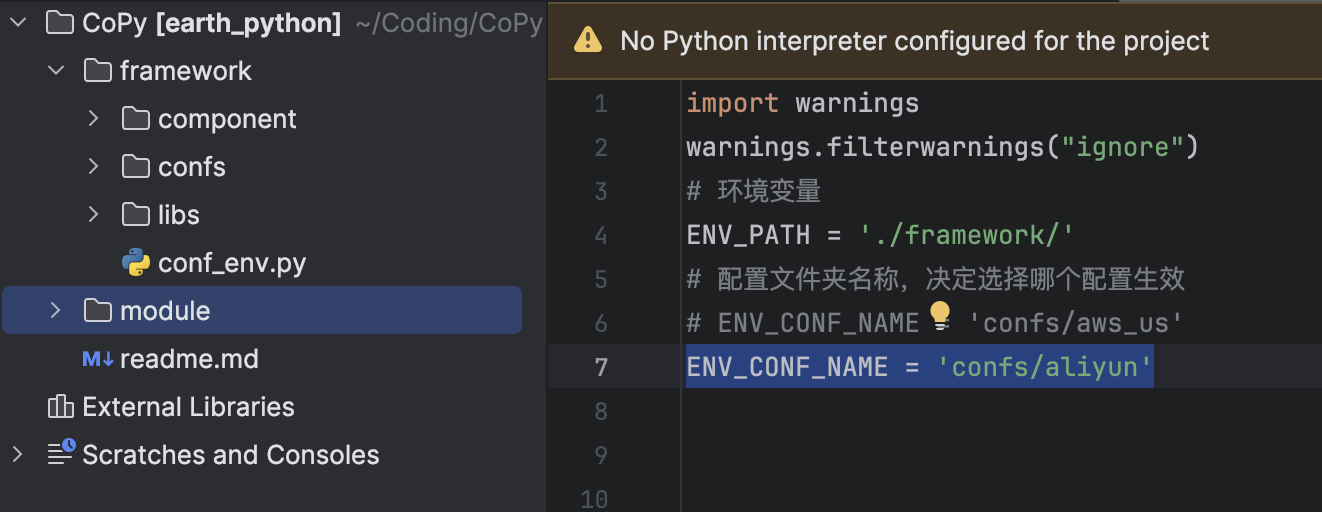 CoPy [earth_python] ~/Coding/CoPy
framework
component
confs
libs
conf_env.py
module
M↓ readme.md
External Libraries
Scratches and Consoles
No Python interpreter configured for the project
1 import warnings
2 warnings.filterwarnings("ignore")
3 # 环境变量
4 ENV_PATH = './framework/'
5 # 配置文件夹名称，决定选择哪个配置生效
6 # ENV_CONF_NAME 'confs/aws_us'
7 ENV_CONF_NAME = 'confs/aliyun'
8
9
10